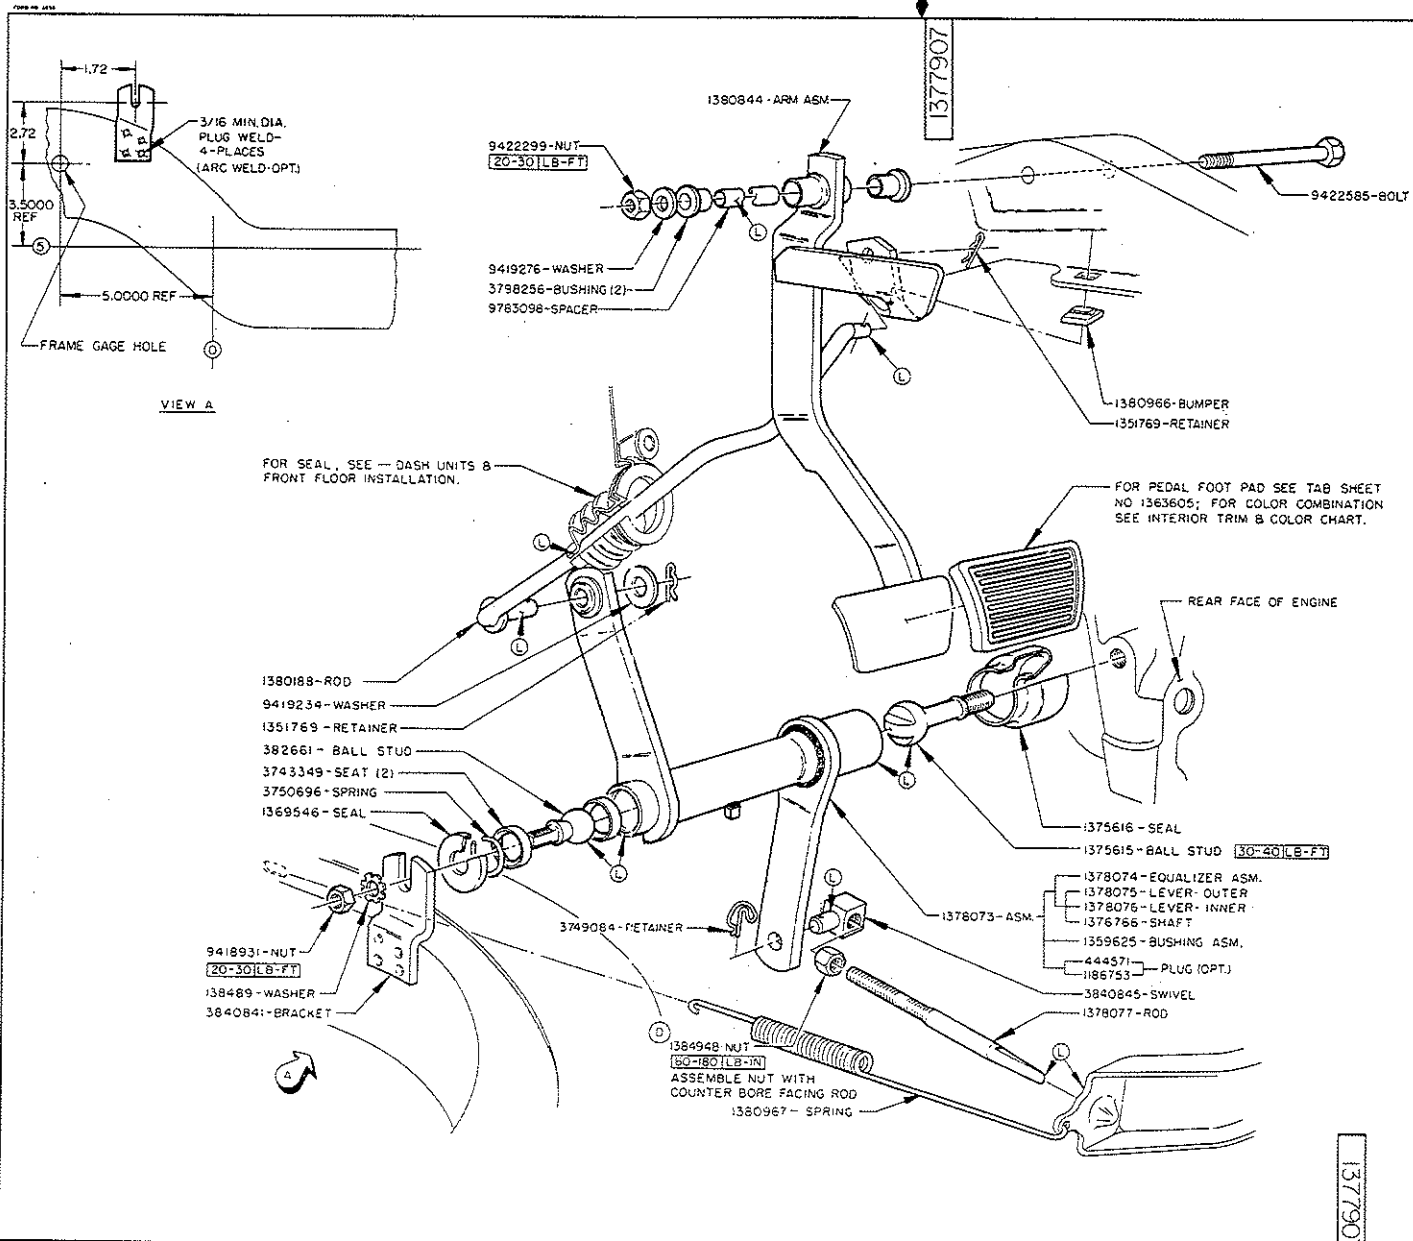 1377907
1.72
2.72
3/16 MIN. DIA.
PLUG WELD-
4-PLACES
(ARC WELD-OPT.)
3.5000
REF
S
5.0000 REF
FRAME GAGE HOLE
O
VIEW A
1380844-ARM ASM
9422299-NUT
20-30 LB-FT
9422585-BOLT
L
9419276-WASHER
3798256-BUSHING (2)
9783098-SPACER
L
1380966-BUMPER
1351769-RETAINER
FOR SEAL, SEE - DASH UNITS &
FRONT FLOOR INSTALLATION.
FOR PEDAL FOOT PAD SEE TAB SHEET
NO 1363605; FOR COLOR COMBINATION
SEE INTERIOR TRIM & COLOR CHART.
L
REAR FACE OF ENGINE
L
1380188-ROD
9419234-WASHER
1351769-RETAINER
382661- BALL STUD
3743349-SEAT (2)
3750696-SPRING
1369546-SEAL
L
1375616-SEAL
1375615-BALL STUD 30-40 LB-FT
L
1378074-EQUALIZER ASM.
1378075-LEVER-OUTER
1378076-LEVER-INNER
1376766-SHAFT
1378073-ASM.
1359625-BUSHING ASM.
444571
1186753
PLUG (OPT.)
3840845-SWIVEL
1378077-ROD
L
3749084-RETAINER
9418931-NUT
20-30 LB-FT
138489-WASHER
3840841-BRACKET
O
1384948-NUT
LB-IN
ASSEMBLE NUT WITH
COUNTER BORE FACING ROD
1380967- SPRING
L
A
137790